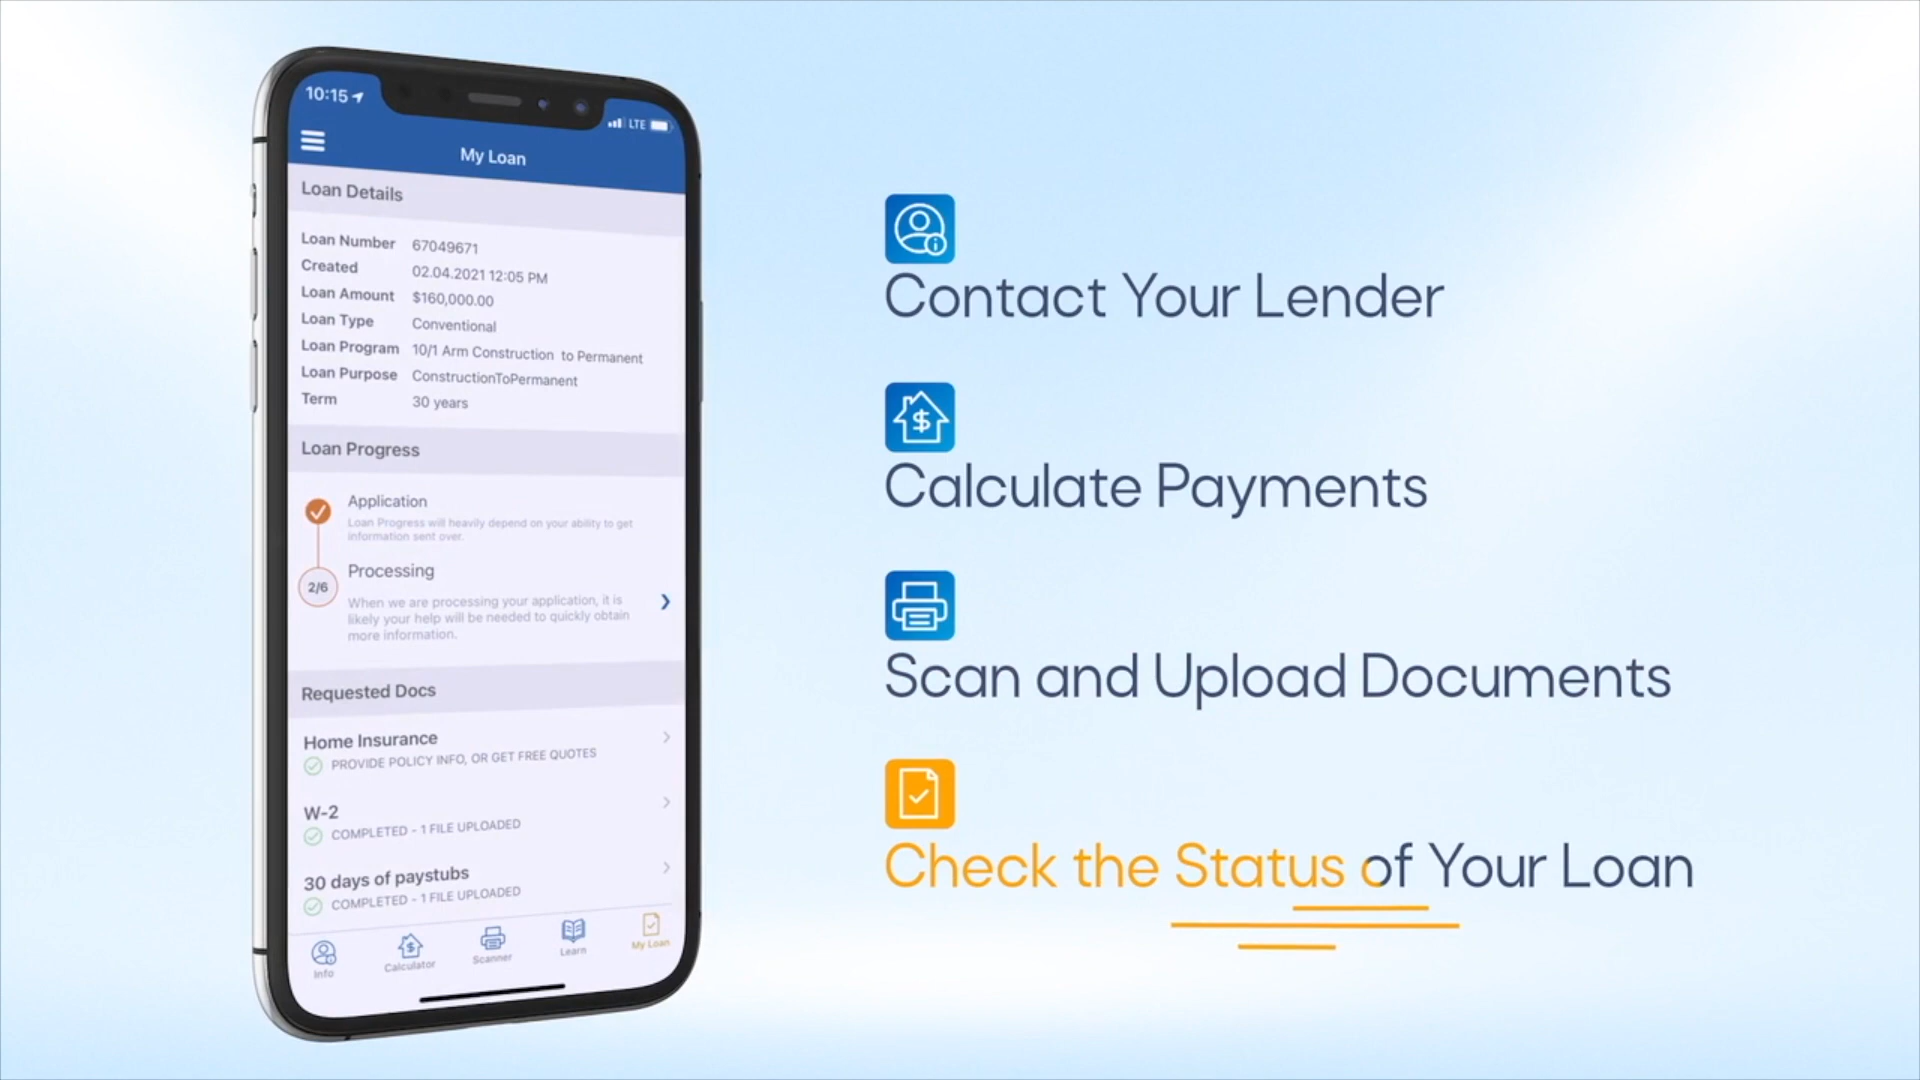 10:15
LTE
My Loan
Loan Details
Loan Number 67049671
Created 02.04.2021 12:05 PM
Loan Amount $160,000.00
Loan Type Conventional
Loan Program 10/1 Arm Construction to Permanent
Loan Purpose ConstructionToPermanent
Term 30 years
Loan Progress
Application
Loan Progress will heavily depend on your ability to get
information sent over.
2/6
Processing
When we are processing your application, it is
likely your help will be needed to quickly obtain
more information.
Requested Docs
Home Insurance
PROVIDE POLICY INFO, OR GET FREE QUOTES
W-2
COMPLETED - 1 FILE UPLOADED
30 days of paystubs
COMPLETED - 1 FILE UPLOADED
Info Calculator Scanner Learn My Loan
Contact Your Lender
Calculate Payments
Scan and Upload Documents
Check the Status of Your Loan